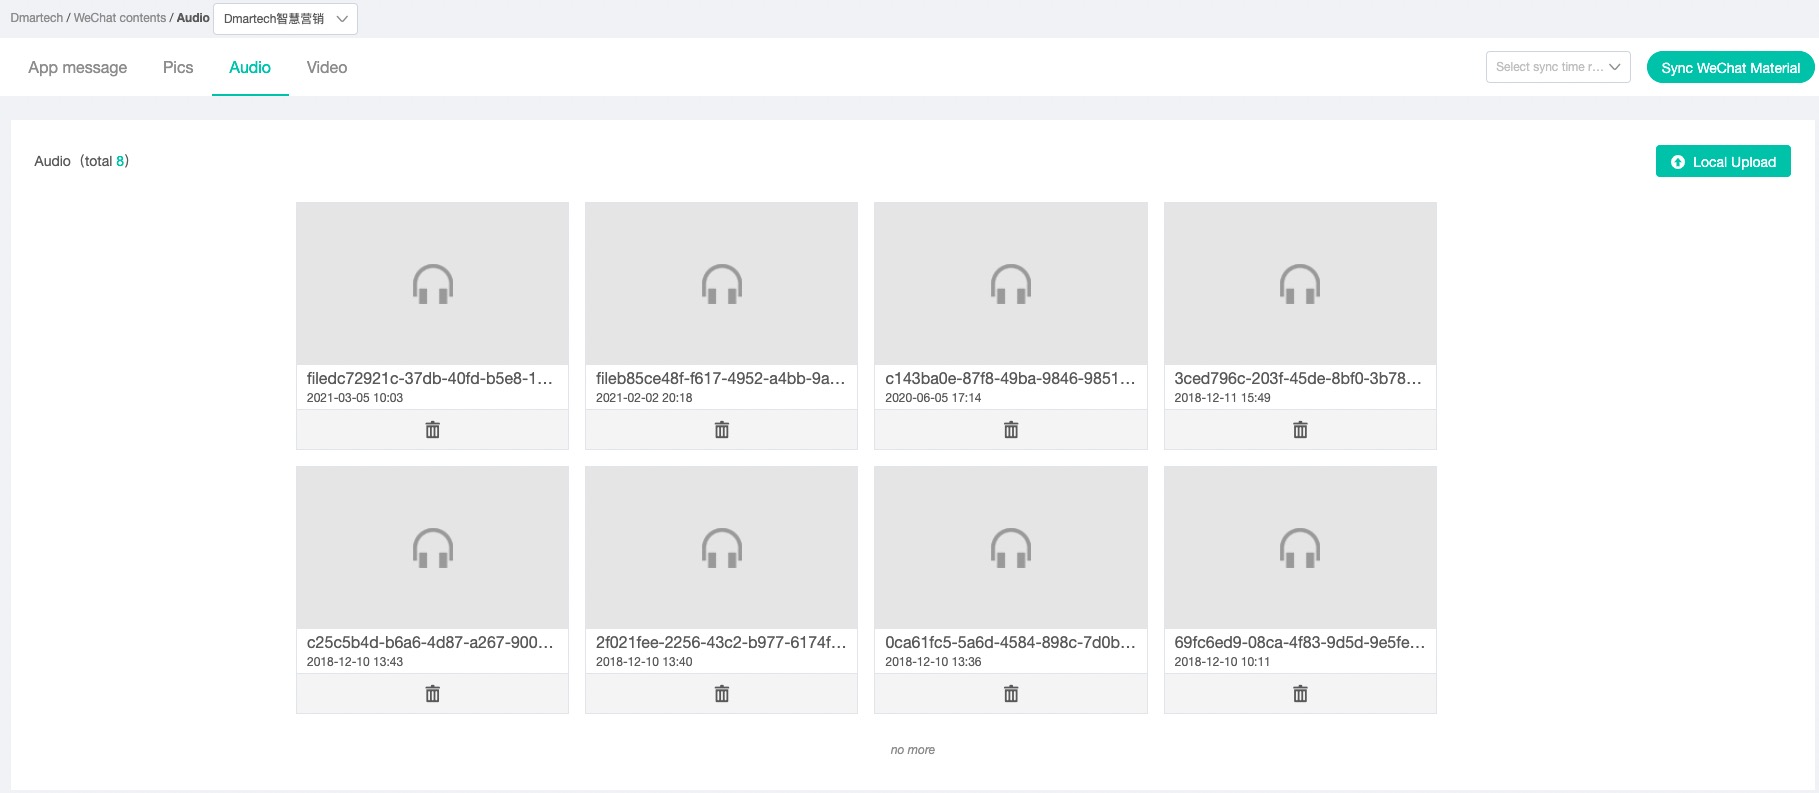 Dmartech / WeChat contents / Audio Dmartech智慧营销
App message Pics Audio Video Select sync time r... Sync WeChat Material
Audio（total 8） Local Upload
filedc72921c-37db-40fd-b5e8-1... fileb85ce48f-f617-4952-a4bb-9a... c143ba0e-87f8-49ba-9846-9851... 3ced796c-203f-45de-8bf0-3b78...
2021-03-05 10:03 2021-02-02 20:18 2020-06-05 17:14 2018-12-11 15:49
c25c5b4d-b6a6-4d87-a267-900... 2f021fee-2256-43c2-b977-6174f... 0ca61fc5-5a6d-4584-898c-7d0b... 69fc6ed9-08ca-4f83-9d5d-9e5fe...
2018-12-10 13:43 2018-12-10 13:40 2018-12-10 13:36 2018-12-10 10:11
no more